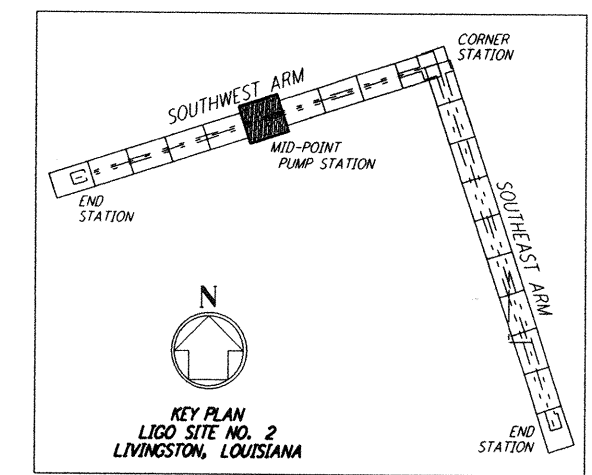 CORNER
STATION
SOUTHWEST ARM
MID-POINT
PUMP STATION
END
STATION
SOUTHEAST ARM
N
KEY PLAN
LIGO SITE NO. 2
LIVINGSTON, LOUISIANA
END
STATION